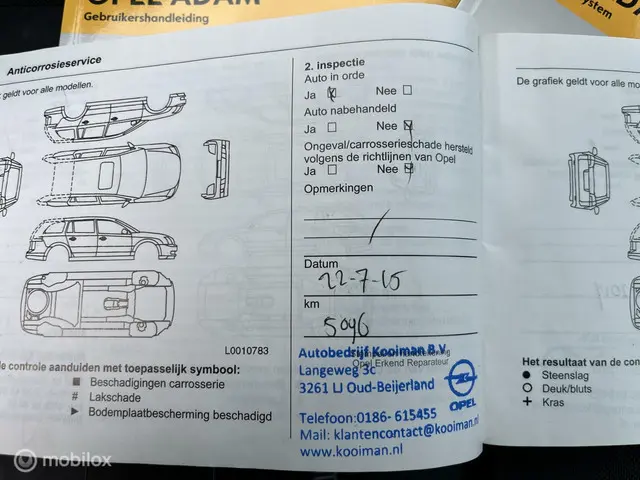 OPEL ADAM
Gebruikershandleiding
Anticorrosieservice
geldt voor alle modellen.
L0010783
de controle aanduiden met toepasselijk symbool:
■ Beschadigingen carrosserie
# Lakschade
► Bodemplaatbescherming beschadigd
2. inspectie
Auto in orde
Ja Nee
Auto nabehandeld
Ja Nee
Ongeval/carrosserieschade hersteld
volgens de richtlijnen van Opel
Ja Nee
Opmerkingen
/
Datum
22-7-15
km
5096
Opel Erkend Reparateur
Autobedrijf Kooiman B.V.
Langeweg 3c
3261 LJ Oud-Beijerland
OPEL
Telefoon:0186- 615455
Mail: klantencontact@kooiman.nl
www.kooiman.nl
De grafiek geldt voor alle
Het resultaat van de
● Steenslag
○ Deuk/bluts
+ Kras
mobilox